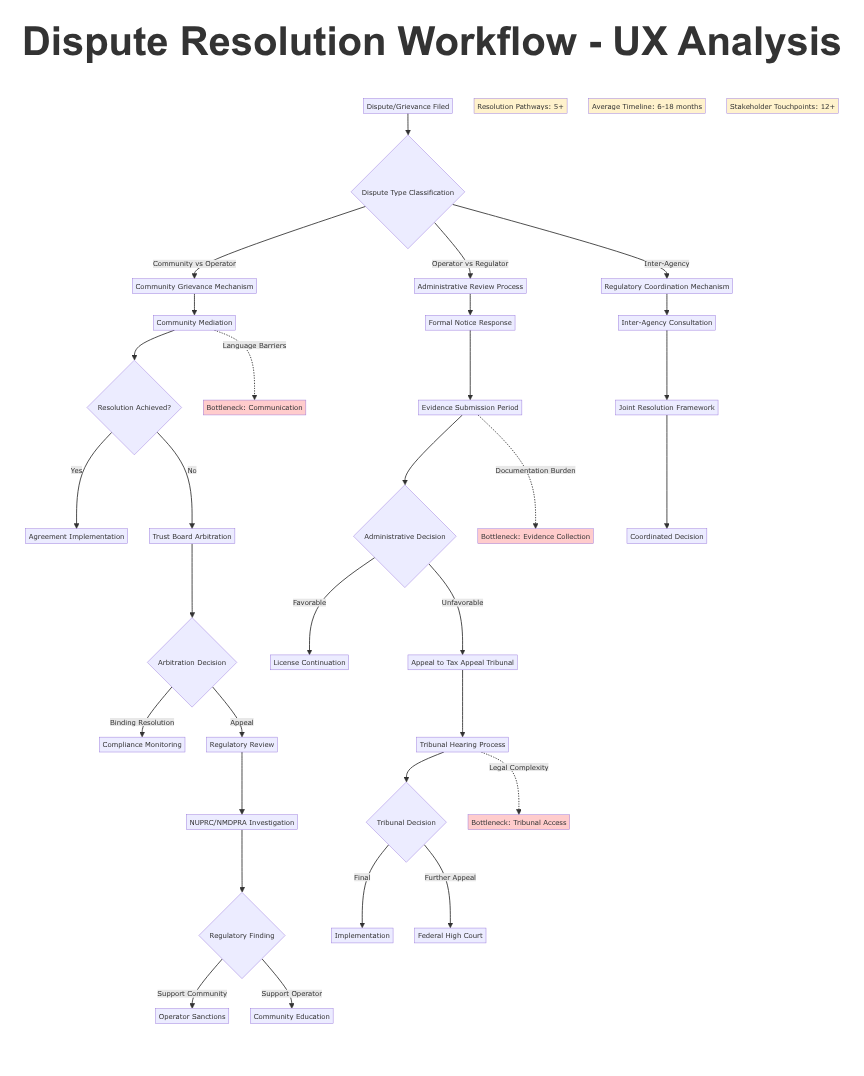 Dispute Resolution Workflow - UX Analysis
Dispute/Grievance Filed
Resolution Pathways: 5+
Average Timeline: 6-18 months
Stakeholder Touchpoints: 12+
Dispute Type Classification
Community vs Operator
Operator vs Regulator
Inter-Agency
Community Grievance Mechanism
Administrative Review Process
Regulatory Coordination Mechanism
Community Mediation
Formal Notice Response
Inter-Agency Consultation
Language Barriers
Resolution Achieved?
Bottleneck: Communication
Evidence Submission Period
Joint Resolution Framework
Yes
No
Documentation Burden
Agreement Implementation
Trust Board Arbitration
Administrative Decision
Bottleneck: Evidence Collection
Coordinated Decision
Favorable
Unfavorable
Arbitration Decision
License Continuation
Appeal to Tax Appeal Tribunal
Binding Resolution
Appeal
Compliance Monitoring
Regulatory Review
Tribunal Hearing Process
Legal Complexity
NUPRC/NMDPRA Investigation
Tribunal Decision
Bottleneck: Tribunal Access
Final
Further Appeal
Regulatory Finding
Implementation
Federal High Court
Support Community
Support Operator
Operator Sanctions
Community Education